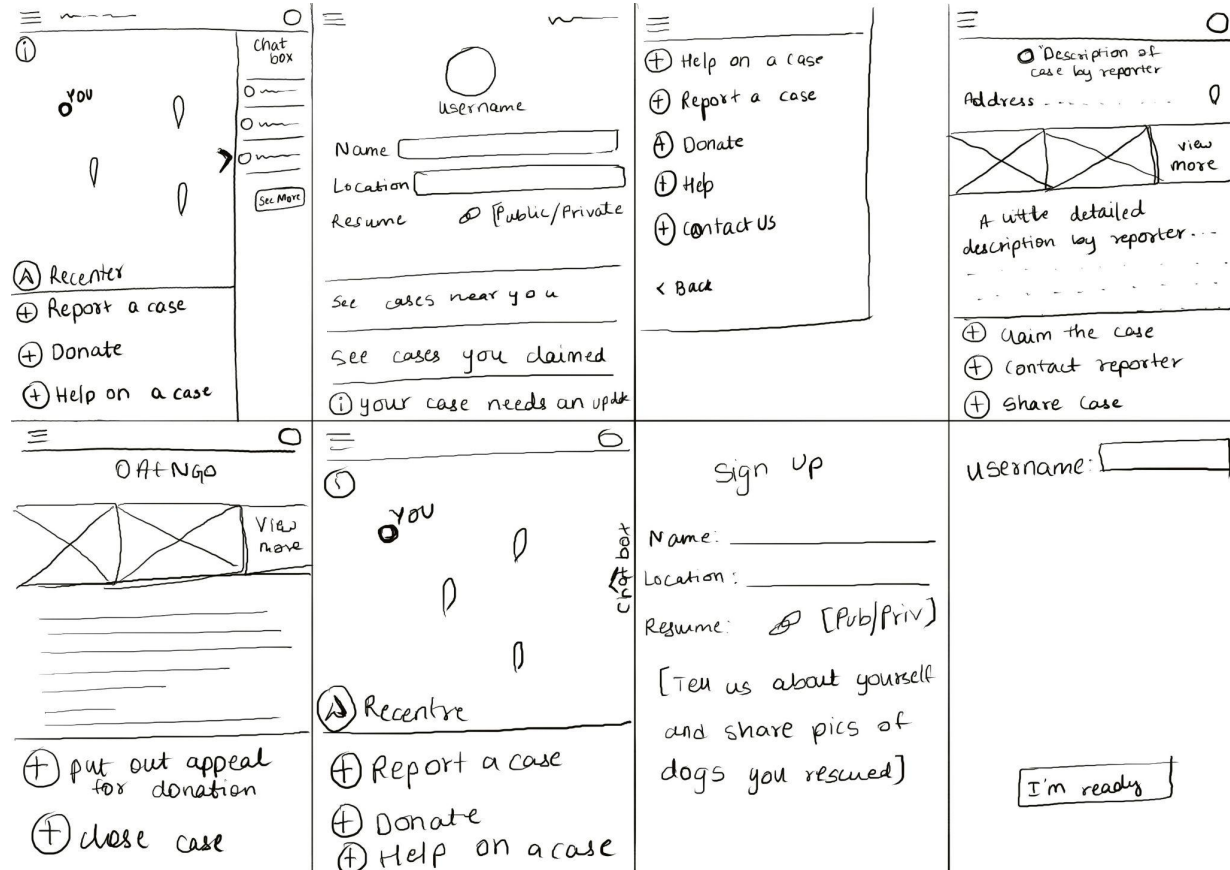 Chat
box
YOU
See More
Recenter
Report a case
Donate
Help on a case
username
Name
Location
Resume [Public/Private
See cases near you
See cases you claimed
i your case needs an update
Help on a case
Report a case
Donate
Help
Contact Us
< Back
"Description of
case by reporter
Address
view
more
A little detailed
description by reporter...
Claim the case
Contact reporter
Share Case
At NGO
View
more
put out appeal
for donation
close case
YOU
Chat box
Recentre
Report a case
Donate
Help on a case
Sign up
Name:
Location:
Resume: [Pub/Priv]
[Tell us about yourself
and share pics of
dogs you rescued]
username:
I'm ready